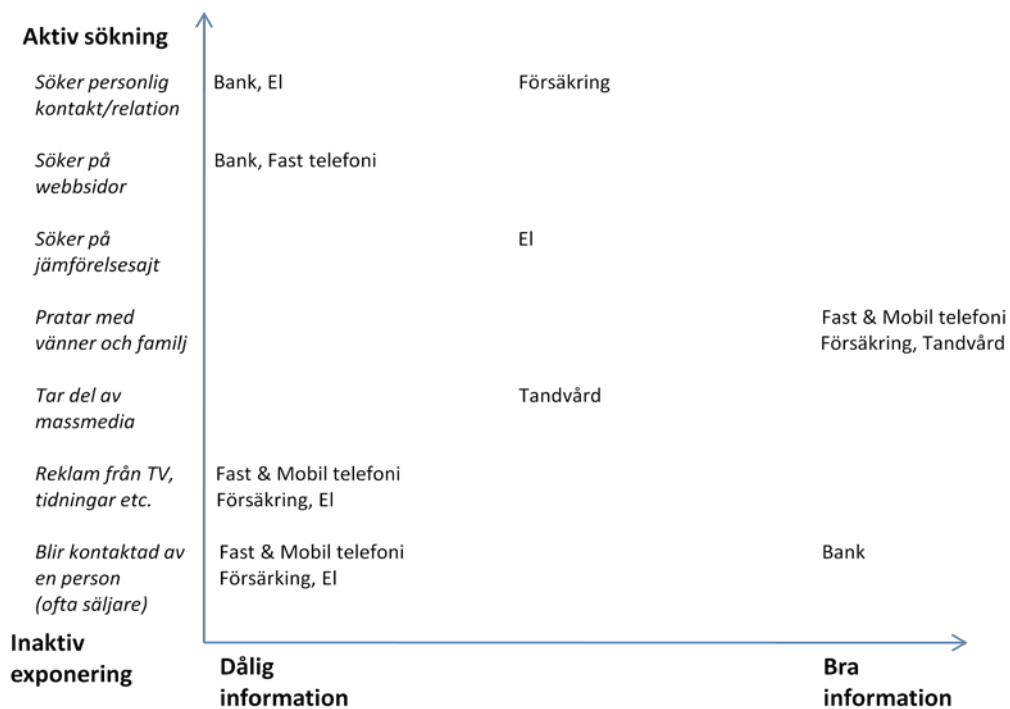 Aktiv sökning
Söker personlig
kontakt/relation
Bank, El
Försäkring
Söker på
webbsidor
Bank, Fast telefoni
Söker på
jämförelsesajt
El
Pratar med
vänner och familj
Fast & Mobil telefoni
Försäkring, Tandvård
Tar del av
massmedia
Tandvård
Reklam från TV,
tidningar etc.
Fast & Mobil telefoni
Försäkring, El
Blir kontaktad av
en person
(ofta säljare)
Fast & Mobil telefoni
Försärking, El
Bank
Inaktiv
exponering
Dålig
information
Bra
information